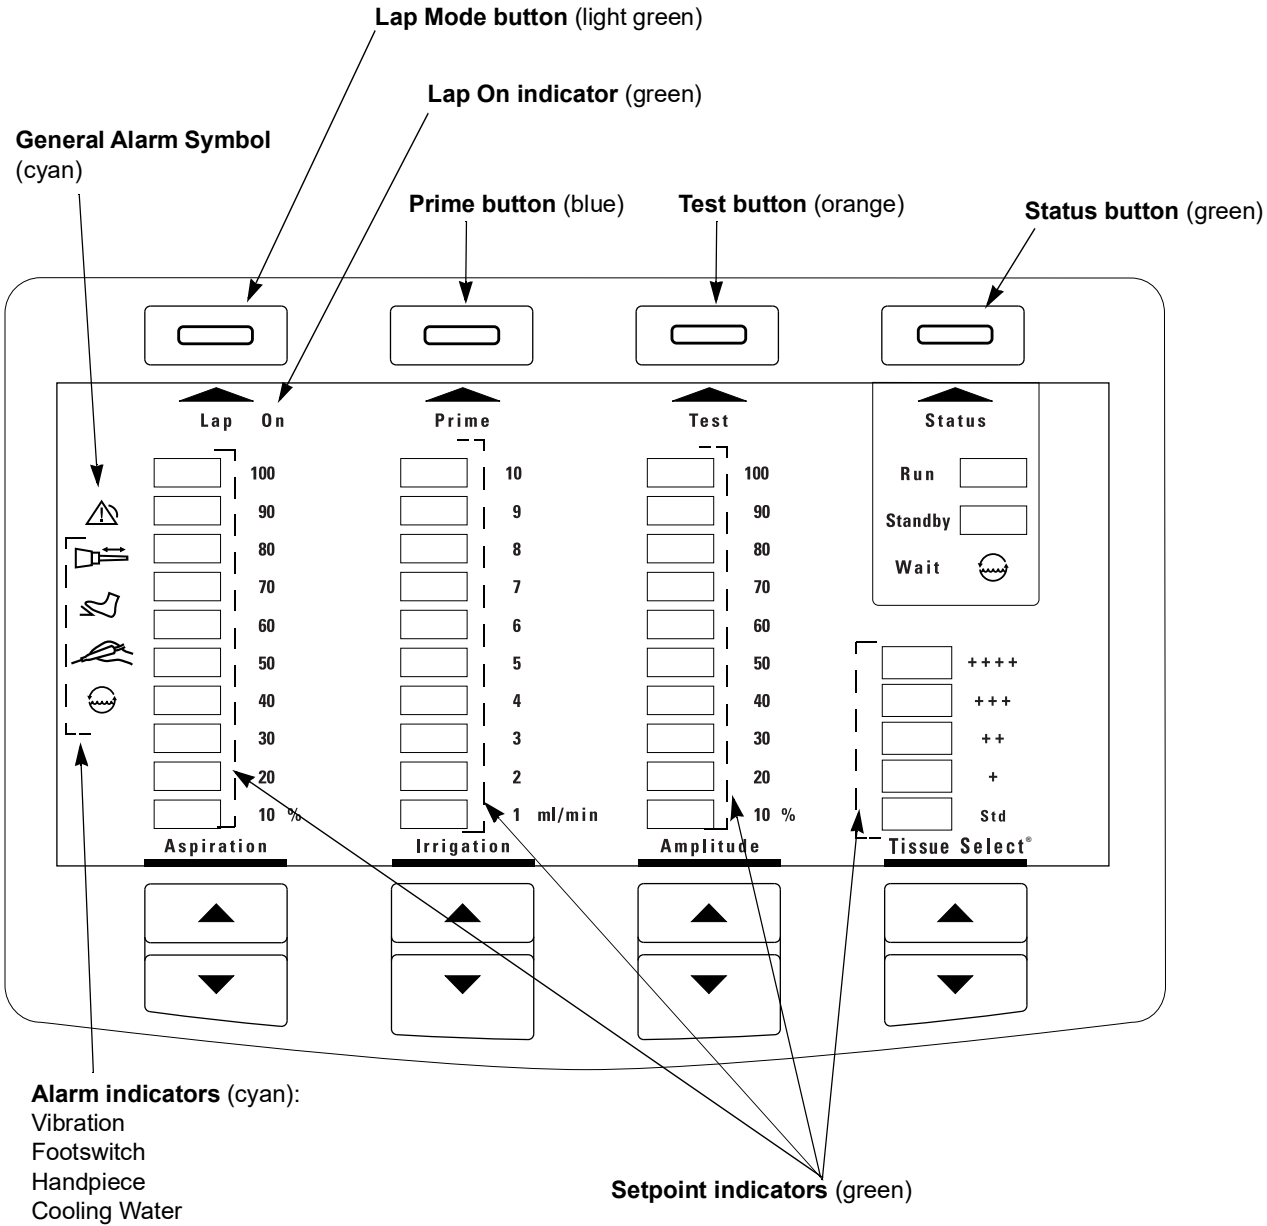 Lap Mode button (light green)
Lap On indicator (green)
General Alarm Symbol
(cyan)
Prime button (blue)
Test button (orange)
Status button (green)
Lap On
Prime
Test
Status
100
10
100
Run
90
9
90
Standby
80
8
80
Wait
70
7
70
60
6
60
50
5
50
++++
40
4
40
+++
30
3
30
++
20
2
20
+
10 %
1 ml/min
10 %
Std
Aspiration
Irrigation
Amplitude
Tissue Select®
Alarm indicators (cyan):
Vibration
Footswitch
Handpiece
Cooling Water
Setpoint indicators (green)